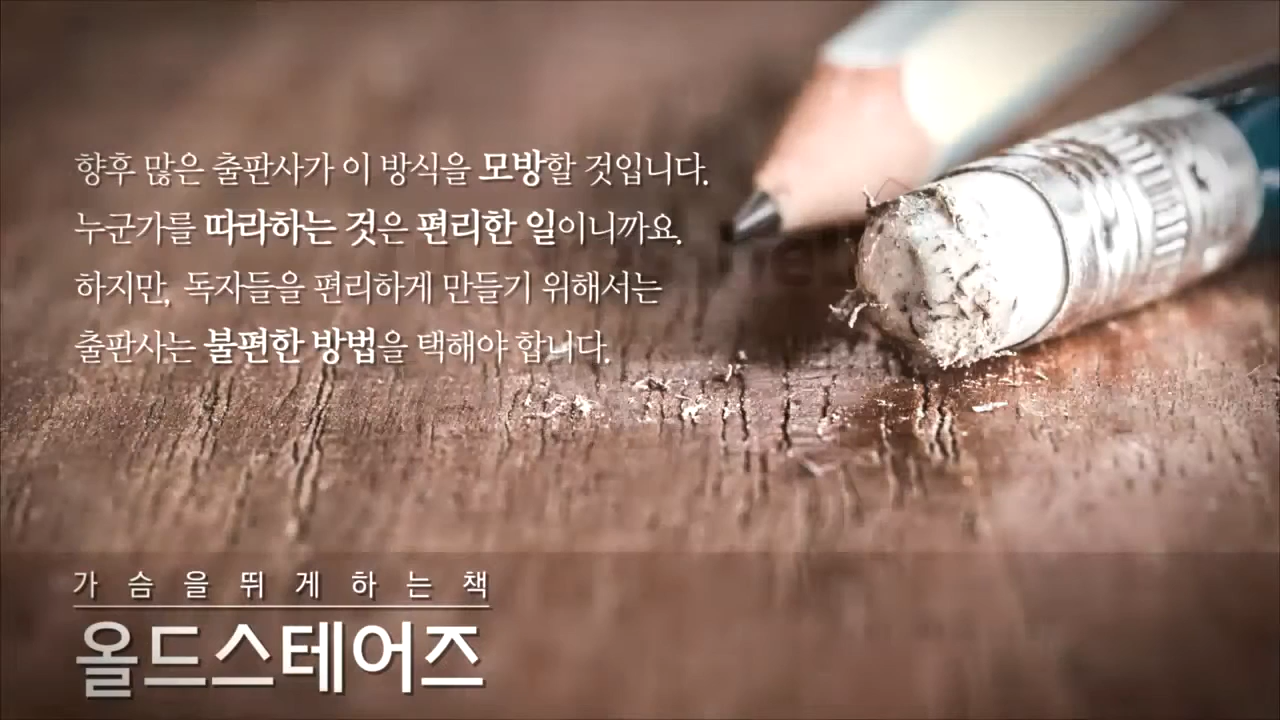 향후 많은 출판사가 이 방식을 모방할 것입니다.
누군가를 따라하는 것은 편리한 일이니까요.
하지만, 독자들을 편리하게 만들기 위해서는
출판사는 불편한 방법을 택해야 합니다.
가슴을 뛰게 하는 책
올드스테어즈